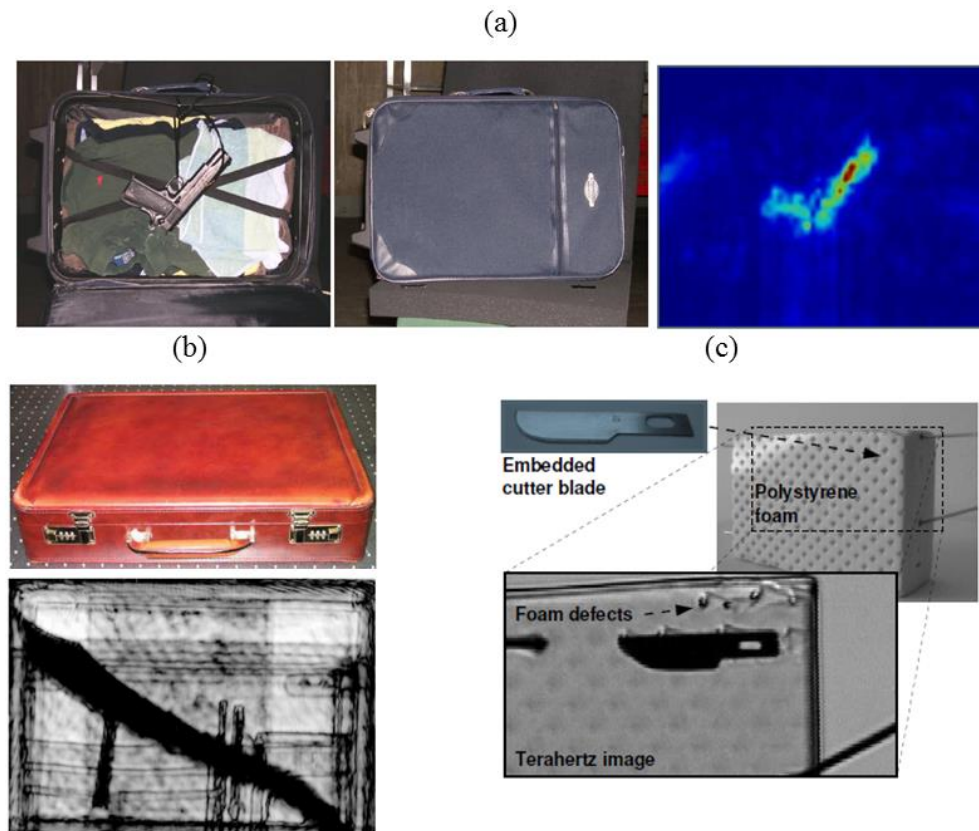 (a)
(b)
(c)
Embedded
cutter blade
Polystyrene
foam
Foam defects
Terahertz image